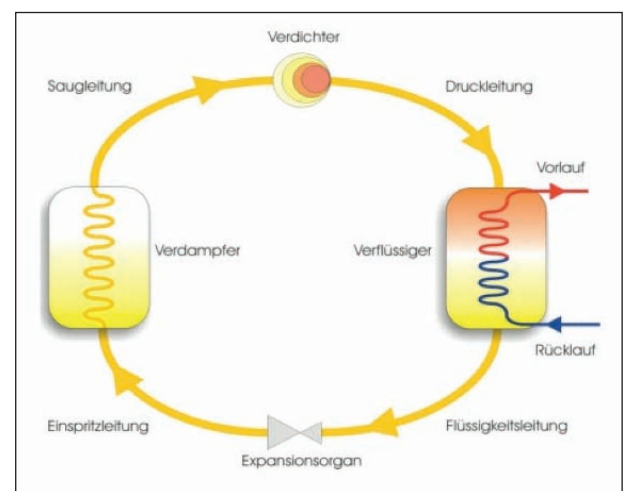 Verdichter
Saugleitung
Druckleitung
Vorlauf
Verdampfer
Verflüssiger
Rücklauf
Einspritzleitung
Flüssigkeitsleitung
Expansionsorgan